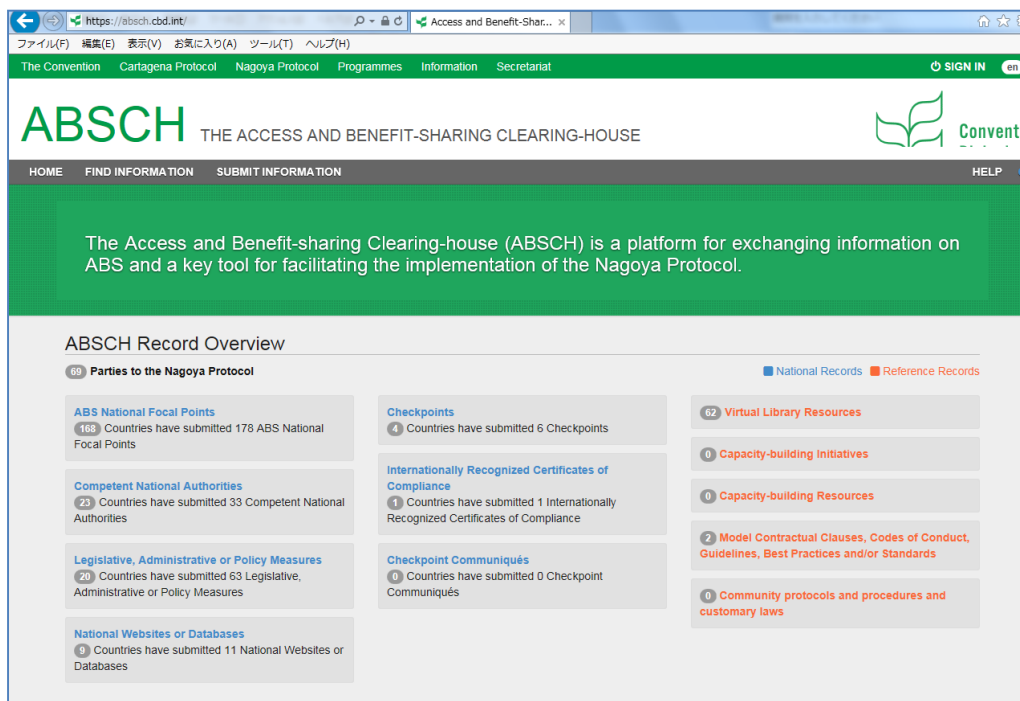 https://absch.cbd.int/
Access and Benefit-Shar...
ファイル(F) 編集(E) 表示(V) お気に入り(A) ツール(T) ヘルプ(H)
The Convention Cartagena Protocol Nagoya Protocol Programmes Information Secretariat SIGN IN en
ABSCH THE ACCESS AND BENEFIT-SHARING CLEARING-HOUSE
Convent
HOME FIND INFORMATION SUBMIT INFORMATION HELP
The Access and Benefit-sharing Clearing-house (ABSCH) is a platform for exchanging information on
ABS and a key tool for facilitating the implementation of the Nagoya Protocol.
ABSCH Record Overview
69 Parties to the Nagoya Protocol
National Records Reference Records
ABS National Focal Points
168 Countries have submitted 178 ABS National
Focal Points
Competent National Authorities
23 Countries have submitted 33 Competent National
Authorities
Legislative, Administrative or Policy Measures
20 Countries have submitted 63 Legislative,
Administrative or Policy Measures
National Websites or Databases
9 Countries have submitted 11 National Websites or
Databases
Checkpoints
4 Countries have submitted 6 Checkpoints
Internationally Recognized Certificates of
Compliance
1 Countries have submitted 1 Internationally
Recognized Certificates of Compliance
Checkpoint Communiqués
0 Countries have submitted 0 Checkpoint
Communiqués
62 Virtual Library Resources
0 Capacity-building Initiatives
0 Capacity-building Resources
2 Model Contractual Clauses, Codes of Conduct,
Guidelines, Best Practices and/or Standards
0 Community protocols and procedures and
customary laws